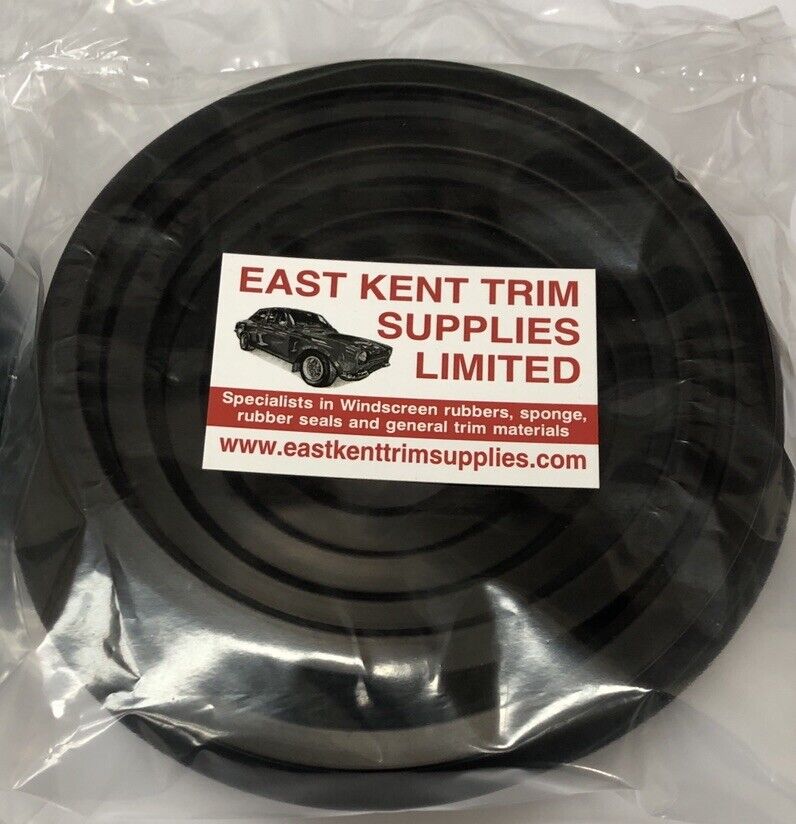 EAST KENT TRIM
SUPPLIES
LIMITED
Specialists in Windscreen rubbers, sponge,
rubber seals and general trim materials
www.eastkenttrimsupplies.com